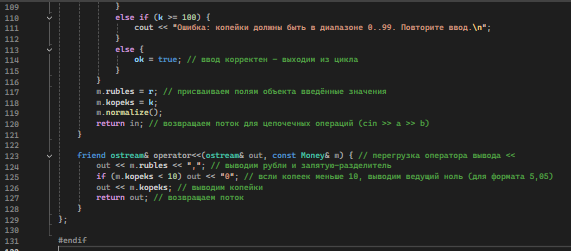 109 }
110 else if (k >= 100) {
111 cout << "Ошибка: копейки должны быть в диапазоне 0..99. Повторите ввод.\n";
112 }
113 else {
114 ok = true; // ввод корректен – выходим из цикла
115 }
116 }
117 m.rubles = r; // присваиваем полям объекта введённые значения
118 m.kopeks = k;
119 m.normalize();
120 return in; // возвращаем поток для цепочечных операций (cin >> a >> b)
121 }
122
123 friend ostream& operator<<(ostream& out, const Money& m) { // перегрузка оператора вывода <<
124 out << m.rubles << ","; // выводим рубли и запятую-разделитель
125 if (m.kopeks < 10) out << "0"; // если копеек меньше 10, выводим ведущий ноль (для формата 5,05)
126 out << m.kopeks; // выводим копейки
127 return out; // возвращаем поток
128 }
129 };
130
131 #endif